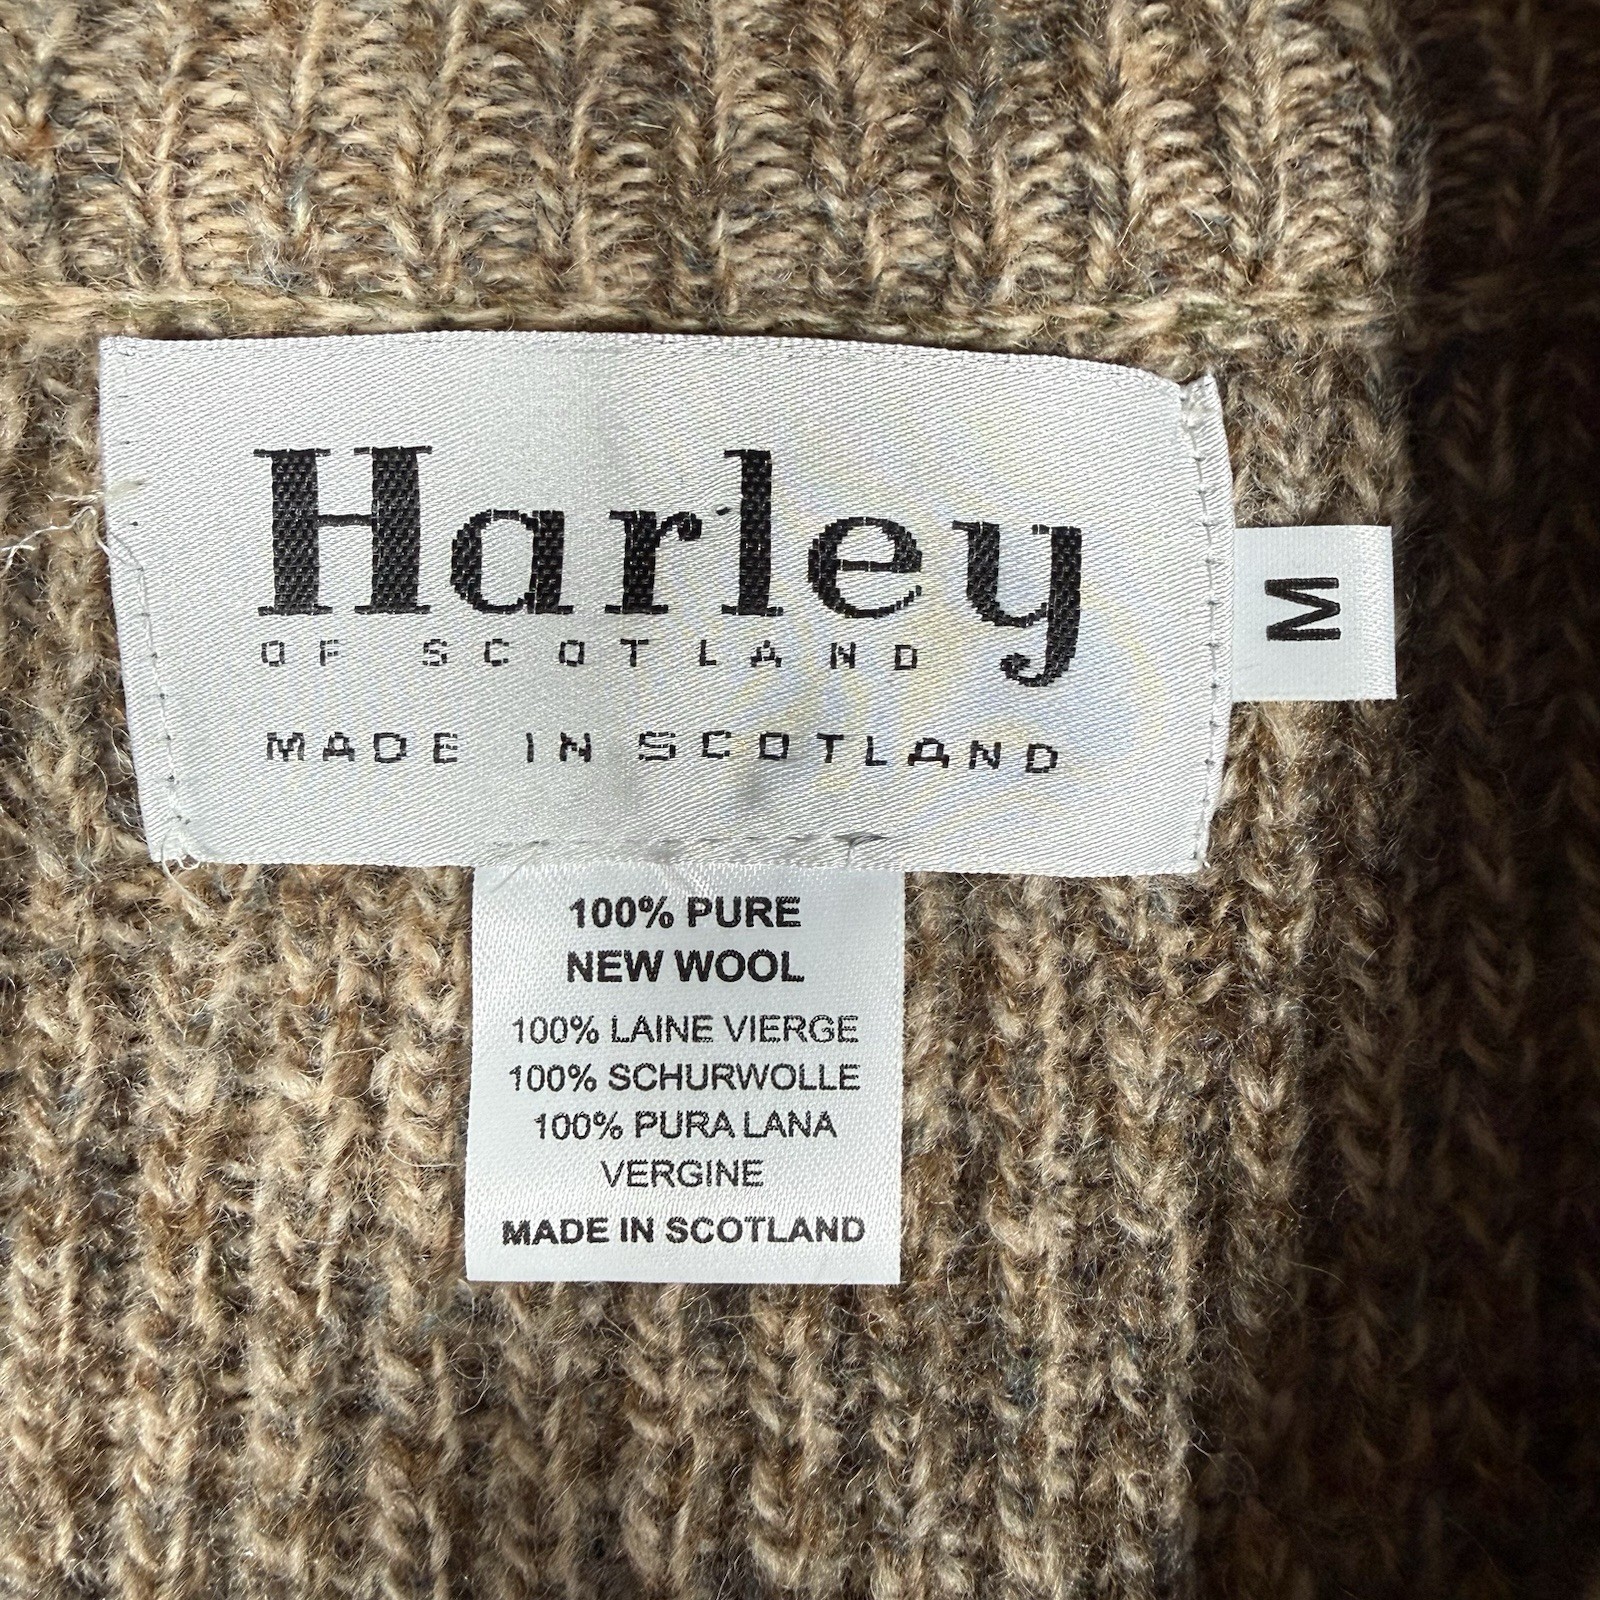 Harley
OF SCOTLAND
MADE IN SCOTLAND
M
100% PURE
NEW WOOL
100% LAINE VIERGE
100% SCHURWOLLE
100% PURA LANA
VERGINE
MADE IN SCOTLAND